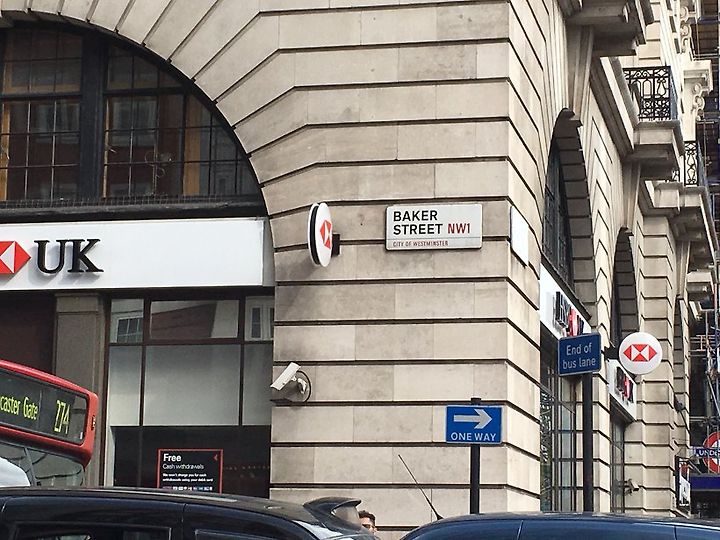 UK
BAKER
STREET NW1
CITY OF WESTMINSTER
End of
bus lane
ONE WAY
caster Gate 274
Free
Cash withdrawals